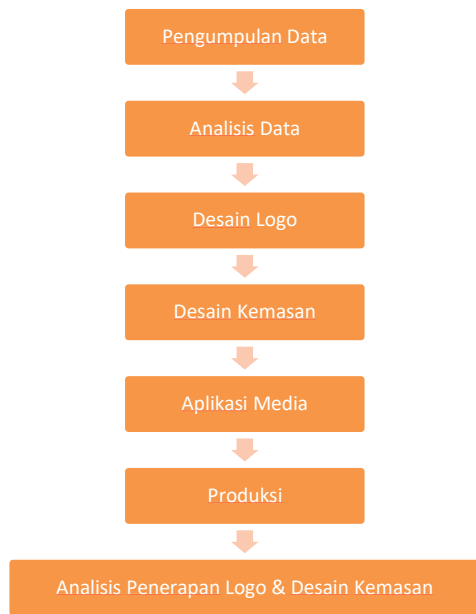 Pengumpulan Data
Analisis Data
Desain Logo
Desain Kemasan
Aplikasi Media
Produksi
Analisis Penerapan Logo & Desain Kemasan